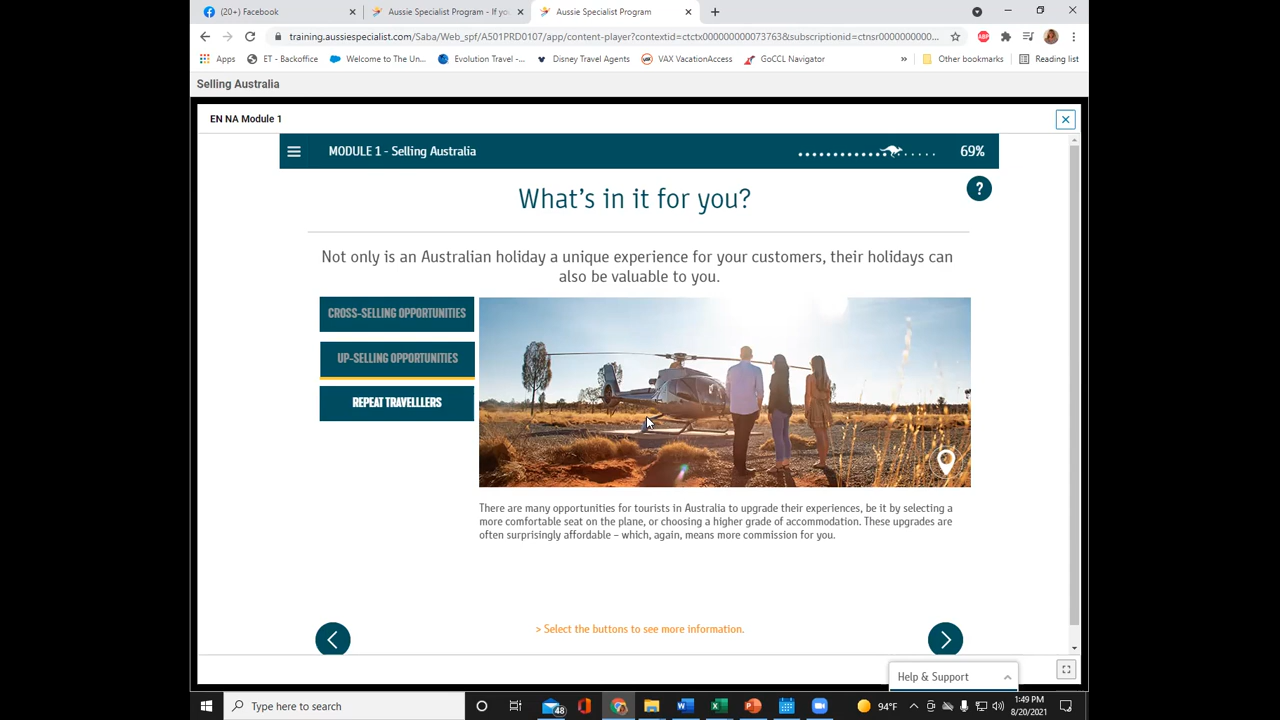 (20+) Facebook
Aussie Specialist Program - If yo
Aussie Specialist Program
training.aussiespecialist.com/Saba/Web_spf/A501PRD0107/app/content-player?contextid=ctctx000000000073763&subscriptionid=ctnsr0000000000...
ABP
Apps
ET - Backoffice
Welcome to The Un...
Evolution Travel -...
Disney Travel Agents
VAX VacationAccess
GoCCL Navigator
»
Other bookmarks
Reading list
Selling Australia
EN NA Module 1
MODULE 1 - Selling Australia
69%
What's in it for you?
?
Not only is an Australian holiday a unique experience for your customers, their holidays can
also be valuable to you.
CROSS-SELLING OPPORTUNITIES
UP-SELLING OPPORTUNITIES
REPEAT TRAVELLLERS
There are many opportunities for tourists in Australia to upgrade their experiences, be it by selecting a
more comfortable seat on the plane, or choosing a higher grade of accommodation. These upgrades are
often surprisingly affordable – which, again, means more commission for you.
> Select the buttons to see more information.
Help & Support
Type here to search
48
94°F
1:49 PM
8/20/2021